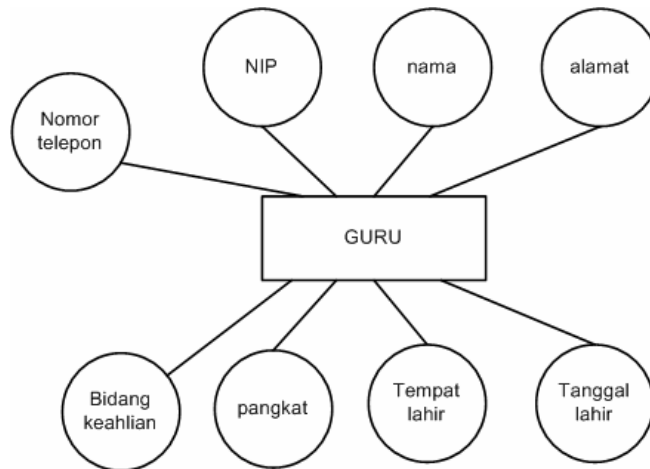 NIP
nama
alamat
Nomor
telepon
GURU
Bidang
keahlian
pangkat
Tempat
lahir
Tanggal
lahir